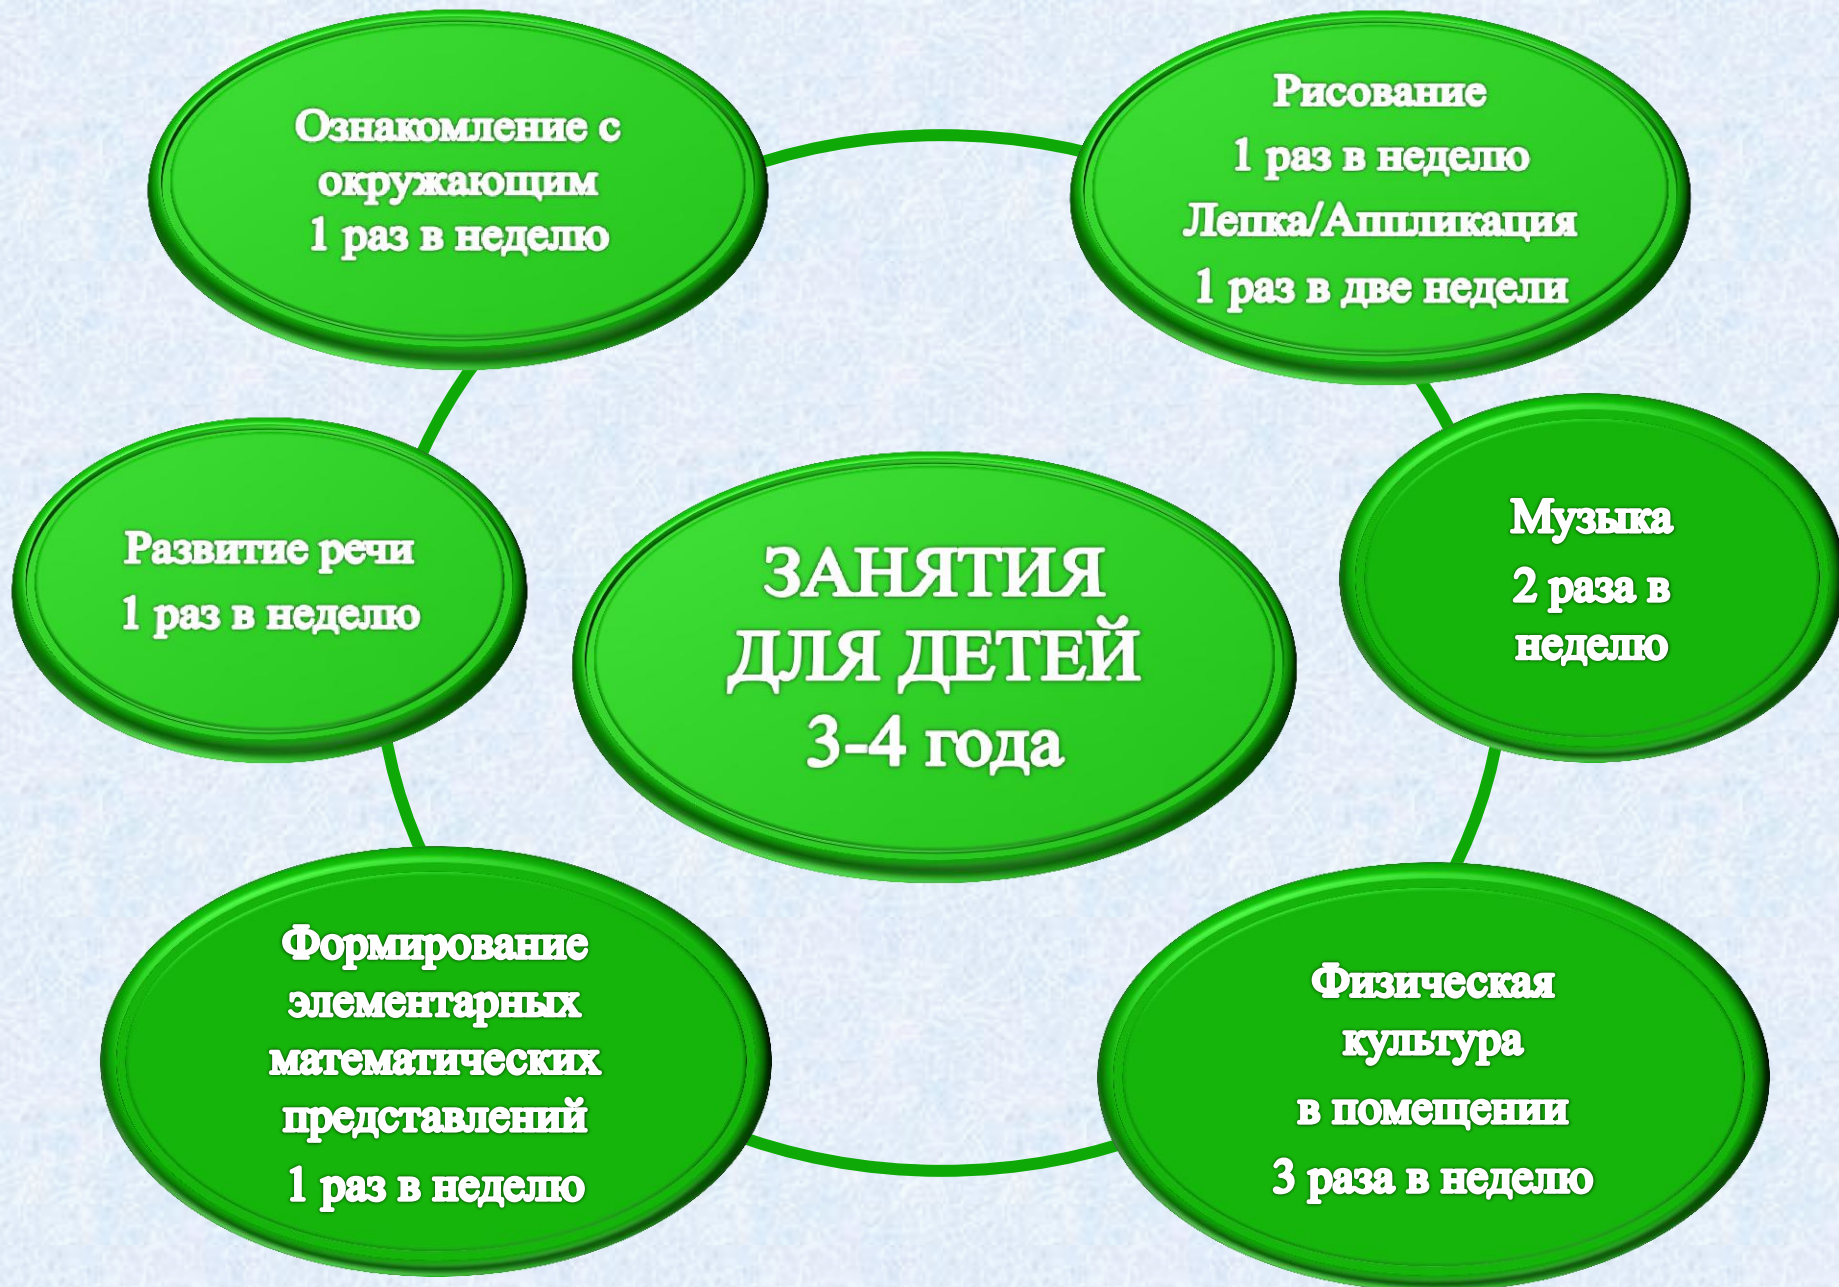 Ознакомление с
окружающим
1 раз в неделю
Рисование
1 раз в неделю
Лепка/Аппликация
1 раз в две недели
Развитие речи
1 раз в неделю
ЗАНЯТИЯ
ДЛЯ ДЕТЕЙ
3-4 года
Музыка
2 раза в
неделю
Формирование
элементарных
математических
представлений
1 раз в неделю
Физическая
культура
в помещении
3 раза в неделю